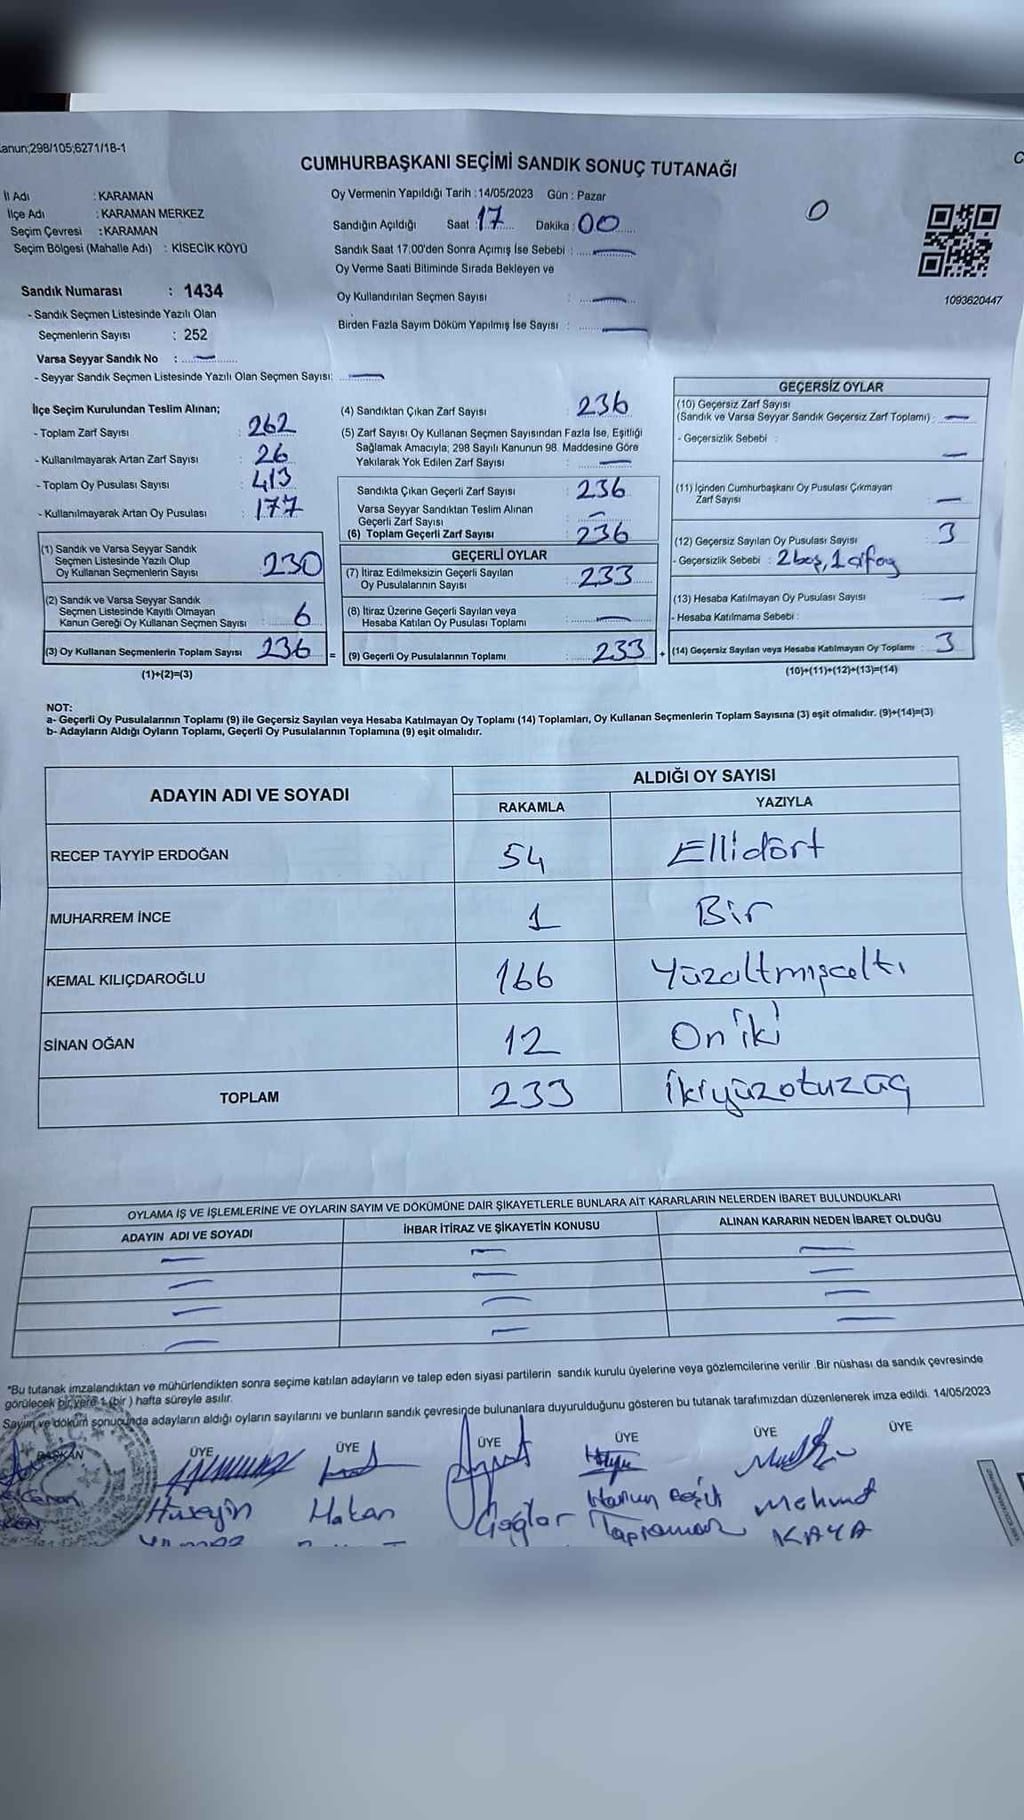 anun;298/105;6271/18-1
CUMHURBAŞKANI SEÇİMİ SANDIK SONUÇ TUTANAĞI
İl Adı : KARAMAN
İlçe Adı : KARAMAN MERKEZ
Seçim Çevresi : KARAMAN
Seçim Bölgesi (Mahalle Adı) : KISECIK KÖYÜ
Sandık Numarası : 1434
- Sandık Seçmen Listesinde Yazılı Olan
Seçmenlerin Sayısı : 252
Varsa Seyyar Sandık No : —
- Seyyar Sandık Seçmen Listesinde Yazılı Olan Seçmen Sayısı: —
Oy Vermenin Yapıldığı Tarih : 14/05/2023 Gün : Pazar
Sandığın Açıldığı Saat : 17 Dakika : 00
Sandık Saat 17:00'den Sonra Açımış İse Sebebi : —
Oy Verme Saati Bitiminde Sırada Bekleyen ve
Oy Kullandırılan Seçmen Sayısı : —
Birden Fazla Sayım Döküm Yapılmış İse Sayısı : —
0
1093620447
İlçe Seçim Kurulundan Teslim Alınan;
- Toplam Zarf Sayısı : 262
- Kullanılmayarak Artan Zarf Sayısı : 26
- Toplam Oy Pusulası Sayısı : 413
- Kullanılmayarak Artan Oy Pusulası : 177
(1) Sandık ve Varsa Seyyar Sandık
Seçmen Listesinde Yazılı Olup
Oy Kullanan Seçmenlerin Sayısı : 230
(2) Sandık ve Varsa Seyyar Sandık
Seçmen Listesinde Kayıtlı Olmayan
Kanun Gereği Oy Kullanan Seçmen Sayısı : 6
(3) Oy Kullanan Seçmenlerin Toplam Sayısı 236 =
(1)+(2)=(3)
(4) Sandıktan Çıkan Zarf Sayısı 236
(5) Zarf Sayısı Oy Kullanan Seçmen Sayısından Fazla İse, Eşitliği
Sağlamak Amacıyla, 298 Sayılı Kanunun 98. Maddesine Göre
Yakılarak Yok Edilen Zarf Sayısı : —
Sandıkta Çıkan Geçerli Zarf Sayısı : 236
Varsa Seyyar Sandıktan Teslim Alınan
Geçerli Zarf Sayısı : —
(6) Toplam Geçerli Zarf Sayısı : 236
GEÇERLİ OYLAR
(7) İtiraz Edilmeksizin Geçerli Sayılan
Oy Pusulalarının Sayısı : 233
(8) İtiraz Üzerine Geçerli Sayılan veya
Hesaba Katılan Oy Pusulası Toplamı : —
(9) Geçerli Oy Pusulalarının Toplamı : 233 +
GEÇERSİZ OYLAR
(10) Geçersiz Zarf Sayısı
(Sandık ve Varsa Seyyar Sandık Geçersiz Zarf Toplamı) : —
- Geçersizlik Sebebi : —
(11) İçinden Cumhurbaşkanı Oy Pusulası Çıkmayan
Zarf Sayısı : —
(12) Geçersiz Sayılan Oy Pusulası Sayısı : 3
- Geçersizlik Sebebi : 2 boş,
(13) Hesaba Katılmayan Oy Pusulası Sayısı : —
- Hesaba Katılmama Sebebi :
(14) Geçersiz Sayılan veya Hesaba Katılmayan Oy Toplamı : 3
(10)+(11)+(12)+(13)=(14)
NOT:
a- Geçerli Oy Pusulalarının Toplamı (9) ile Geçersiz Sayılan veya Hesaba Katılmayan Oy Toplamı (14) Toplamları, Oy Kullanan Seçmenlerin Toplam Sayısına (3) eşit olmalıdır. (9)+(14)=(3)
b- Adayların Aldığı Oyların Toplamı, Geçerli Oy Pusulalarının Toplamına (9) eşit olmalıdır.
ADAYIN ADI VE SOYADI ALDIĞI OY SAYISI
RAKAMLA YAZIYLA
RECEP TAYYİP ERDOĞAN 54 Ellidört
MUHARREM İNCE 1 Bir
KEMAL KILIÇDAROĞLU 166 Yüzaltmışaltı
SİNAN OĞAN 12 Oniki
TOPLAM 233 İkiyüzotuzüç
OYLAMA İŞ VE İŞLEMLERİNE VE OYLARIN SAYIM VE DÖKÜMÜNE DAİR ŞİKAYETLERLE BUNLARA AİT KARARLARIN NELERDEN İBARET BULUNDUKLARI
ADAYIN ADI VE SOYADI İHBAR İTİRAZ VE ŞİKAYETİN KONUSU ALINAN KARARIN NEDEN İBARET OLDUĞU
— — —
— — —
— — —
— — —
"Bu tutanak imzalandıktan ve mühürlendikten sonra seçime katılan adayların ve talep eden siyasi partilerin sandık kurulu üyelerine veya gözlemcilerine verilir .Bir nüshası da sandık çevresinde
görülecek bir yere 1 (bir ) hafta süreyle asılır.
Sayım ve döküm sonucunda adayların aldığı oyların sayılarını ve bunların sandık çevresinde bulunanlara duyurulduğunu gösteren bu tutanak tarafımızdan düzenlenerek imza edildi. 14/05/2023
BAŞKAN ÜYE ÜYE ÜYE ÜYE ÜYE ÜYE
Hüseyin Hakan Çağlar Harun Reşit Mehmet
KAYA